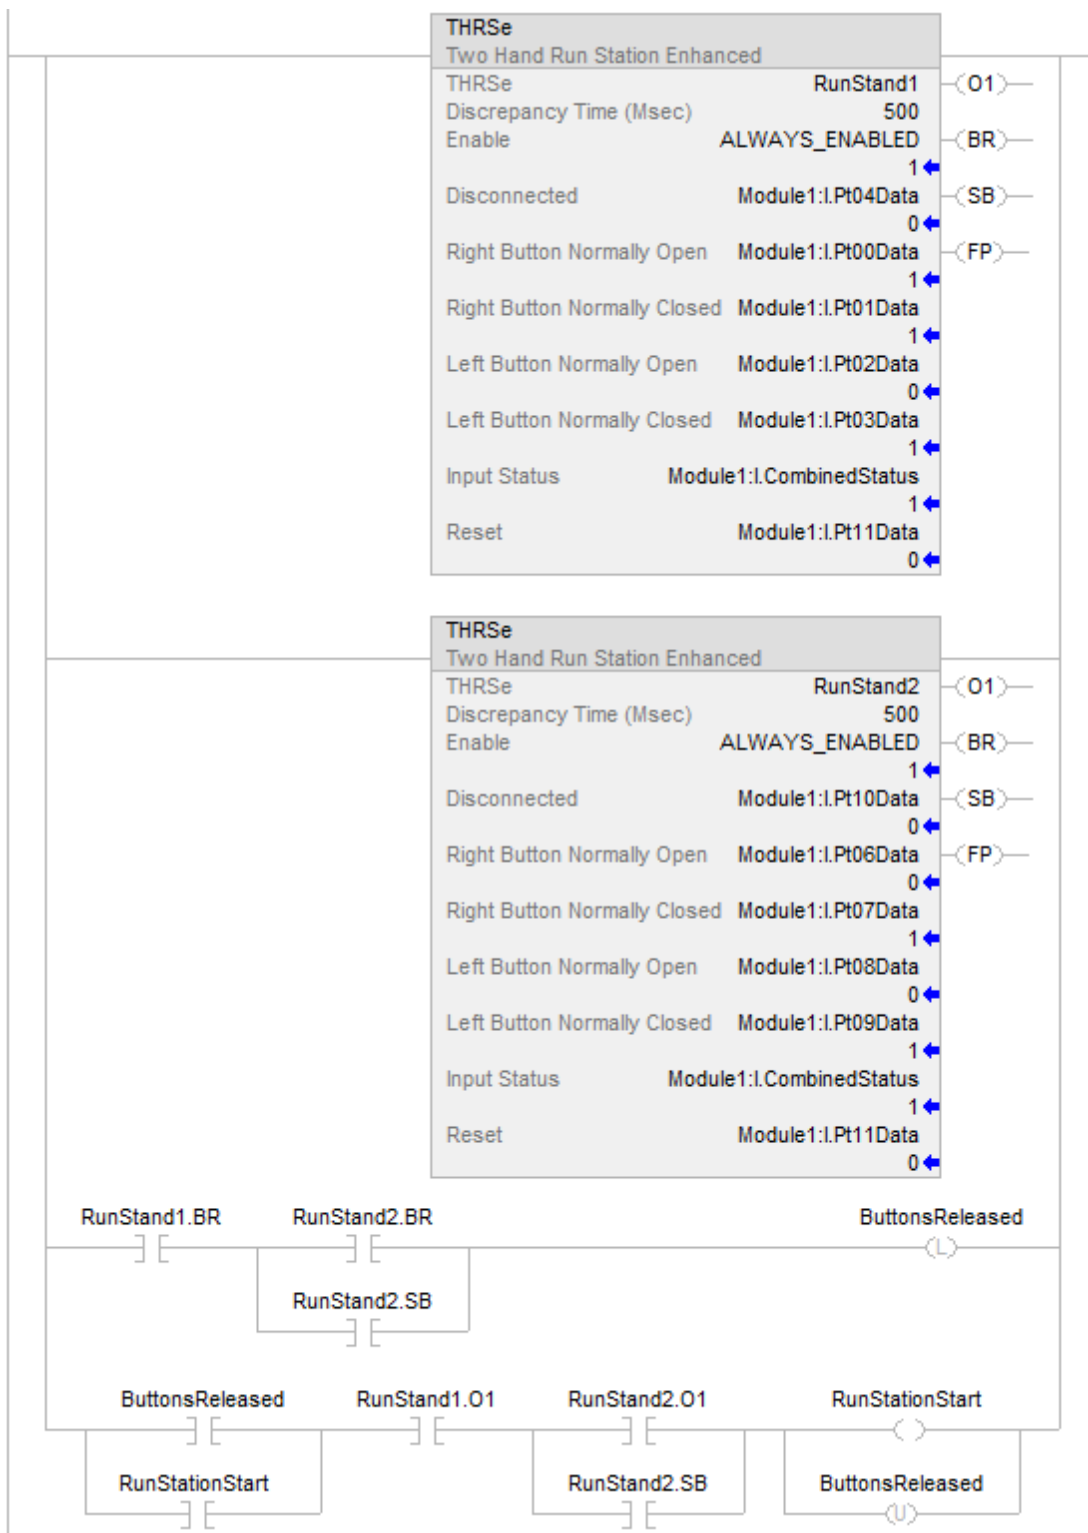 THRSe
Two Hand Run Station Enhanced
THRSe RunStand1 O1
Discrepancy Time (Msec) 500
Enable ALWAYS_ENABLED BR
1
Disconnected Module1:I.Pt04Data SB
0
Right Button Normally Open Module1:I.Pt00Data FP
1
Right Button Normally Closed Module1:I.Pt01Data
1
Left Button Normally Open Module1:I.Pt02Data
0
Left Button Normally Closed Module1:I.Pt03Data
1
Input Status Module1:I.CombinedStatus
1
Reset Module1:I.Pt11Data
0
THRSe
Two Hand Run Station Enhanced
THRSe RunStand2 O1
Discrepancy Time (Msec) 500
Enable ALWAYS_ENABLED BR
1
Disconnected Module1:I.Pt10Data SB
0
Right Button Normally Open Module1:I.Pt06Data FP
0
Right Button Normally Closed Module1:I.Pt07Data
1
Left Button Normally Open Module1:I.Pt08Data
0
Left Button Normally Closed Module1:I.Pt09Data
1
Input Status Module1:I.CombinedStatus
1
Reset Module1:I.Pt11Data
0
RunStand1.BR RunStand2.BR ButtonsReleased
L
RunStand2.SB
ButtonsReleased RunStand1.O1 RunStand2.O1 RunStationStart
RunStationStart RunStand2.SB ButtonsReleased
U